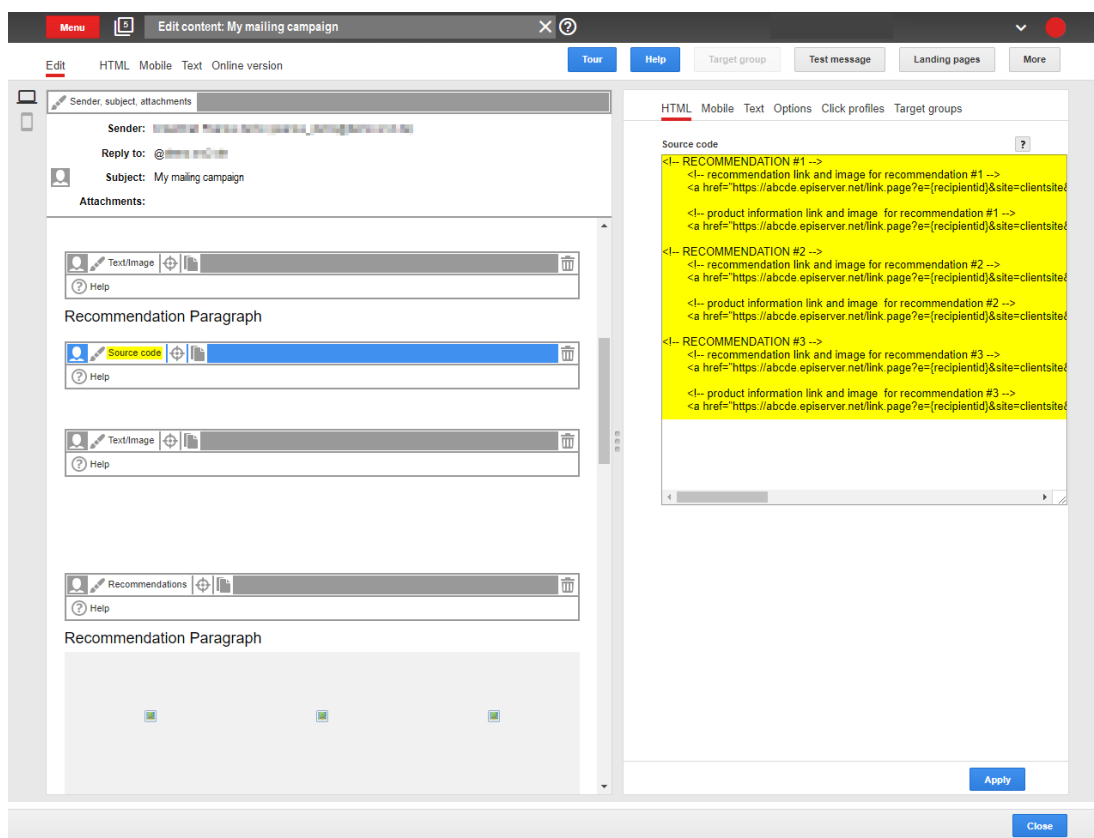 Menu 5 Edit content: My mailing campaign
Edit HTML Mobile Text Online version Tour Help Target group Test message Landing pages More
Sender, subject, attachments
Sender:
Reply to: @
Subject: My mailing campaign
Attachments:
Text/Image
? Help
Recommendation Paragraph
Source code
? Help
Text/Image
? Help
Recommendations
? Help
Recommendation Paragraph
HTML Mobile Text Options Click profiles Target groups
Source code ?
<!-- RECOMMENDATION #1 -->
<!-- recommendation link and image for recommendation #1 -->
<a href="https://abcde.episerver.net/link.page?e={recipientid}&site=clientsite&
<!-- product information link and image  for recommendation #1 -->
<a href="https://abcde.episerver.net/link.page?e={recipientid}&site=clientsite&
<!-- RECOMMENDATION #2 -->
<!-- recommendation link and image for recommendation #2 -->
<a href="https://abcde.episerver.net/link.page?e={recipientid}&site=clientsite&
<!-- product information link and image  for recommendation #2 -->
<a href="https://abcde.episerver.net/link.page?e={recipientid}&site=clientsite&
<!-- RECOMMENDATION #3 -->
<!-- recommendation link and image for recommendation #3 -->
<a href="https://abcde.episerver.net/link.page?e={recipientid}&site=clientsite&
<!-- product information link and image  for recommendation #3 -->
<a href="https://abcde.episerver.net/link.page?e={recipientid}&site=clientsite&
Apply
Close